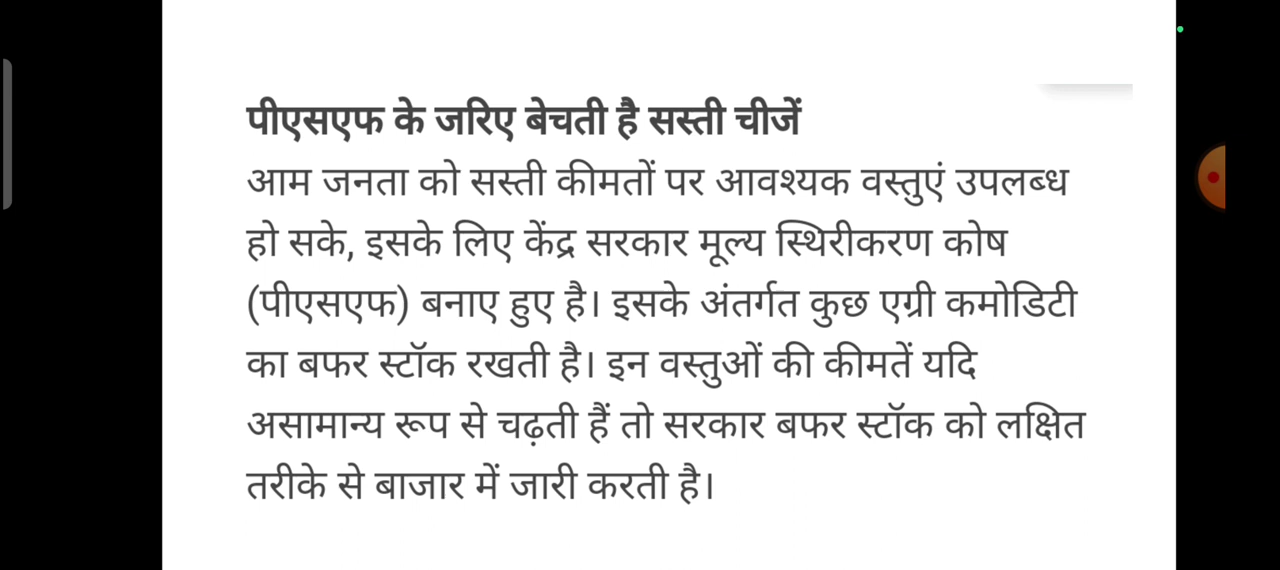 पीएसएफ के जरिए बेचती है सस्ती चीजें
आम जनता को सस्ती कीमतों पर आवश्यक वस्तुएं उपलब्ध
हो सके, इसके लिए केंद्र सरकार मूल्य स्थिरीकरण कोष
(पीएसएफ) बनाए हुए है। इसके अंतर्गत कुछ एग्री कमोडिटी
का बफर स्टॉक रखती है। इन वस्तुओं की कीमतें यदि
असामान्य रूप से चढ़ती हैं तो सरकार बफर स्टॉक को लक्षित
तरीके से बाजार में जारी करती है।